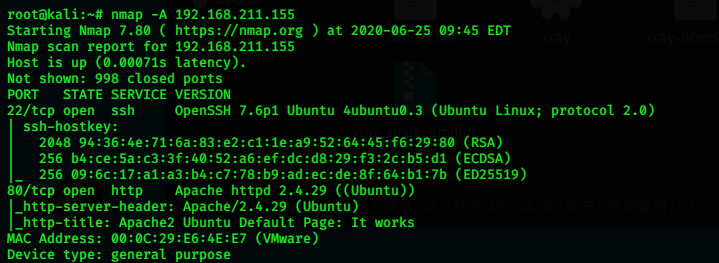 root@kali:~# nmap -A 192.168.211.155
Starting Nmap 7.80 ( https://nmap.org ) at 2020-06-25 09:45 EDT
Nmap scan report for 192.168.211.155
Host is up (0.00071s latency).
Not shown: 998 closed ports
PORT   STATE SERVICE VERSION
22/tcp open  ssh     OpenSSH 7.6p1 Ubuntu 4ubuntu0.3 (Ubuntu Linux; protocol 2.0)
| ssh-hostkey:
|   2048 94:36:4e:71:6a:83:e2:c1:1e:a9:52:64:45:f6:29:80 (RSA)
|   256 b4:ce:5a:c3:3f:40:52:a6:ef:dc:d8:29:f3:2c:b5:d1 (ECDSA)
|_  256 09:6c:17:a1:a3:b4:c7:78:b9:ad:ec:de:8f:64:b1:7b (ED25519)
80/tcp open  http    Apache httpd 2.4.29 ((Ubuntu))
|_http-server-header: Apache/2.4.29 (Ubuntu)
|_http-title: Apache2 Ubuntu Default Page: It works
MAC Address: 00:0C:29:E6:4E:E7 (VMware)
Device type: general purpose
xray